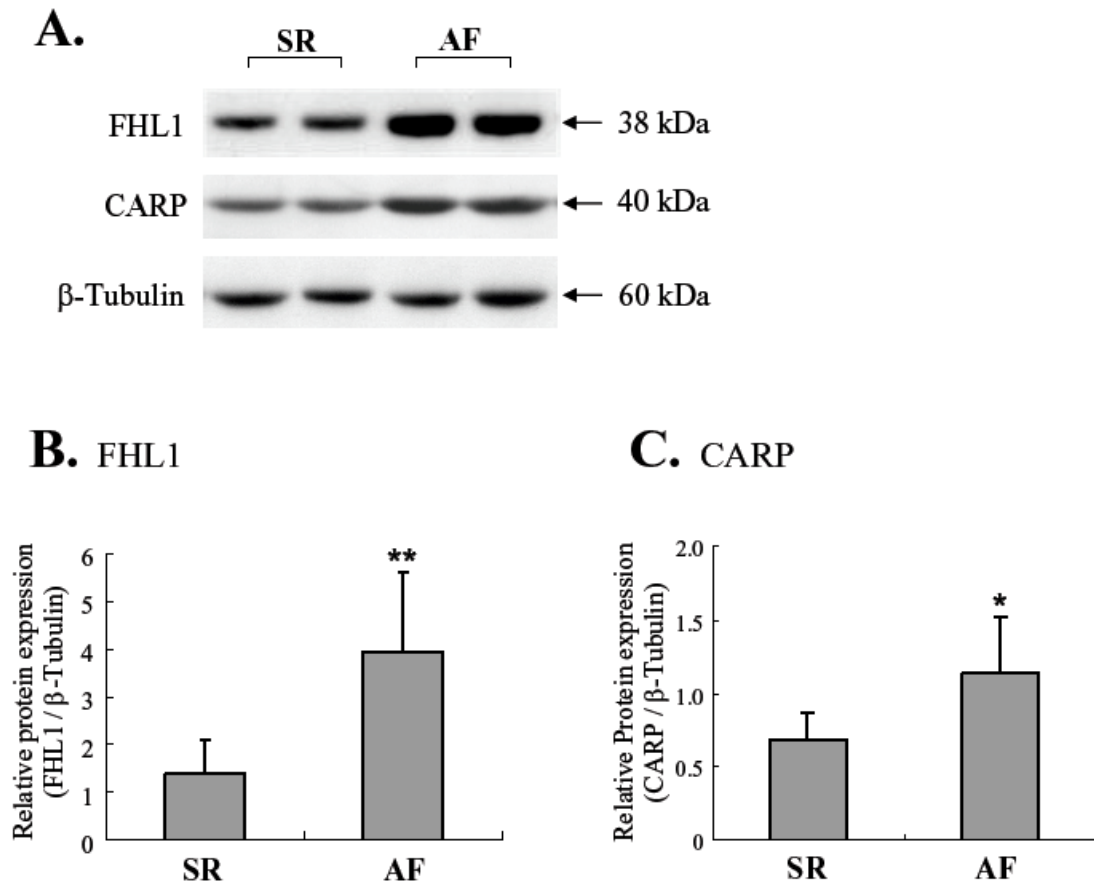 A.
SR AF
FHL1 38 kDa
CARP 40 kDa
β-Tubulin 60 kDa
B. FHL1
Relative protein expression
(FHL1 / β-Tubulin)
6
5
4
3
2
1
0
**
SR AF
C. CARP
Relative Protein expression
(CARP / β-Tubulin)
2.0
1.5
1.0
0.5
0
*
SR AF